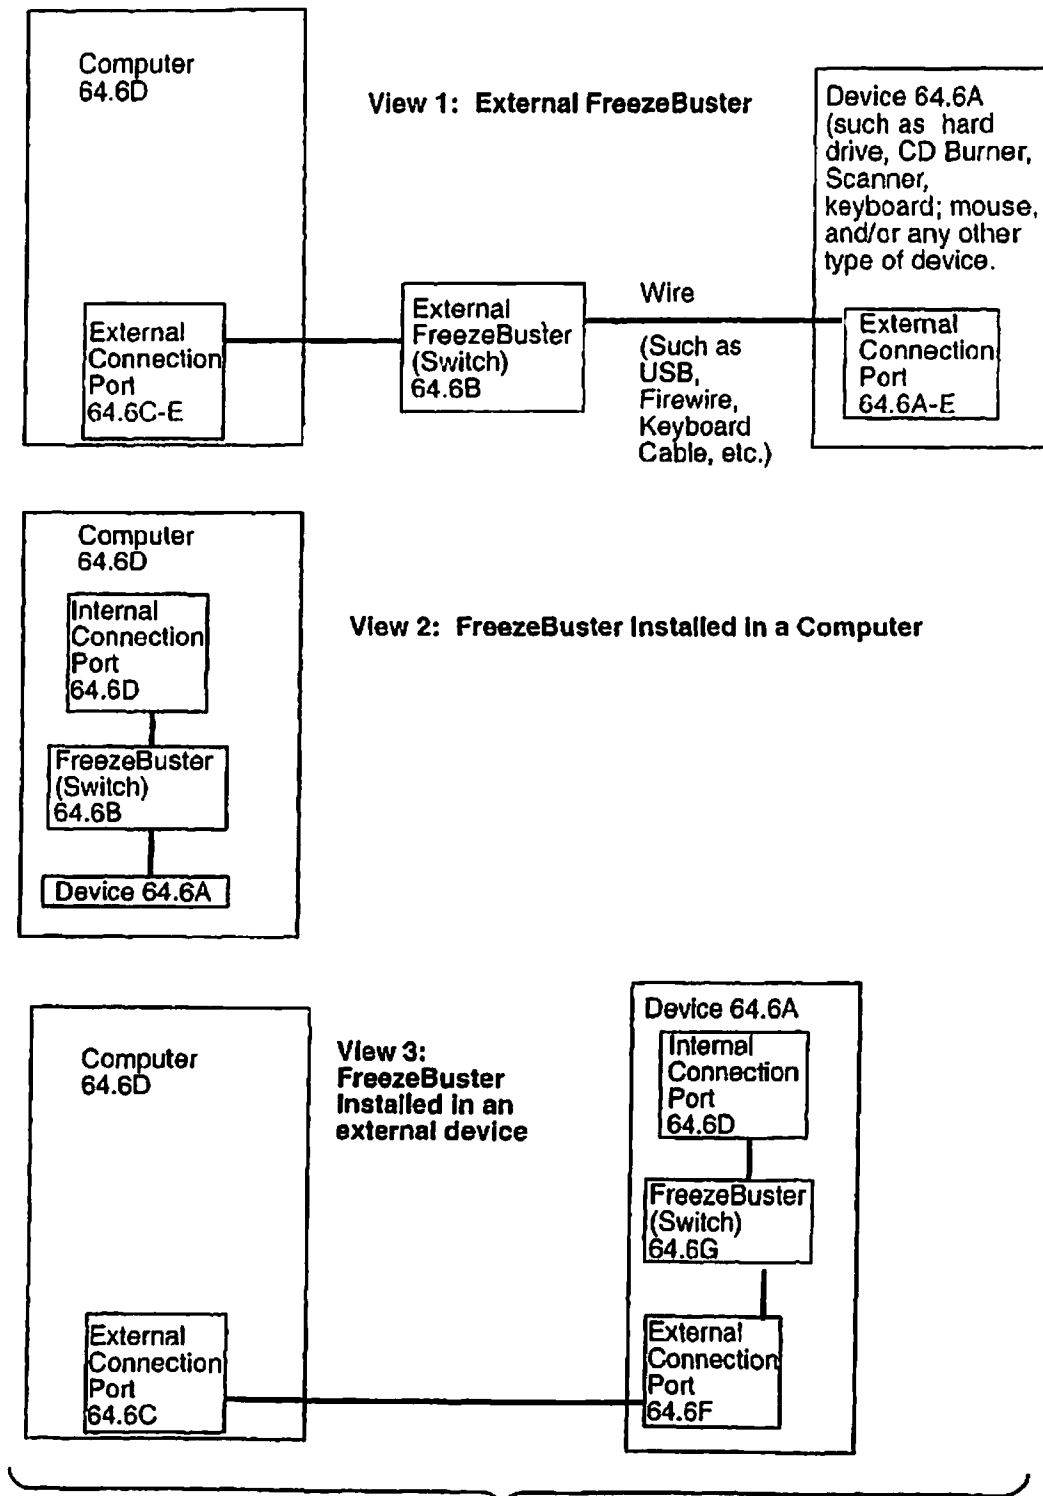 Computer
64.6D
View 1: External FreezeBuster
Device 64.6A
(such as hard
drive, CD Burner,
Scanner,
keyboard; mouse,
and/or any other
type of device.
External
Connection
Port
64.6C-E
External
FreezeBuster
(Switch)
64.6B
Wire
(Such as
USB,
Firewire,
Keyboard
Cable, etc.)
External
Connection
Port
64.6A-E
Computer
64.6D
Internal
Connection
Port
64.6D
View 2: FreezeBuster Installed in a Computer
FreezeBuster
(Switch)
64.6B
Device 64.6A
Computer
64.6D
View 3:
FreezeBuster
Installed in an
external device
Device 64.6A
Internal
Connection
Port
64.6D
FreezeBuster
(Switch)
64.6G
External
Connection
Port
64.6C
External
Connection
Port
64.6F